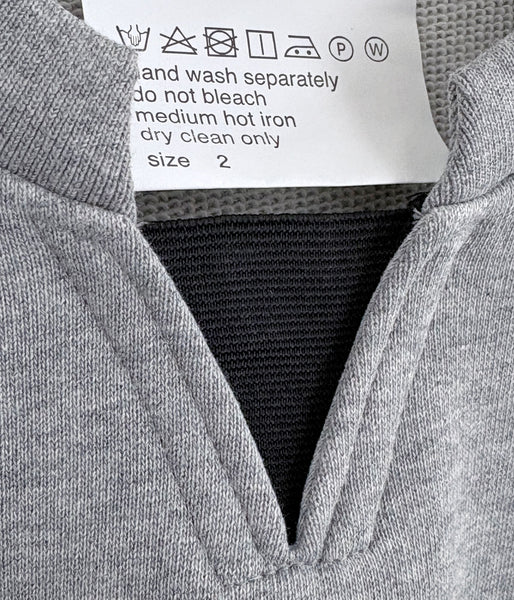 P W
and wash separately
do not bleach
medium hot iron
dry clean only
size 2